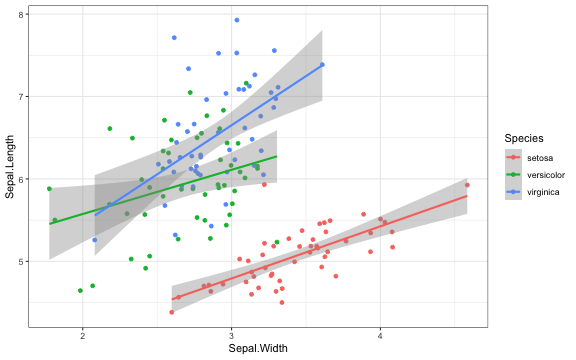 8
7
6
5
Sepal.Length
2
3
4
Sepal.Width
Species
setosa
versicolor
virginica